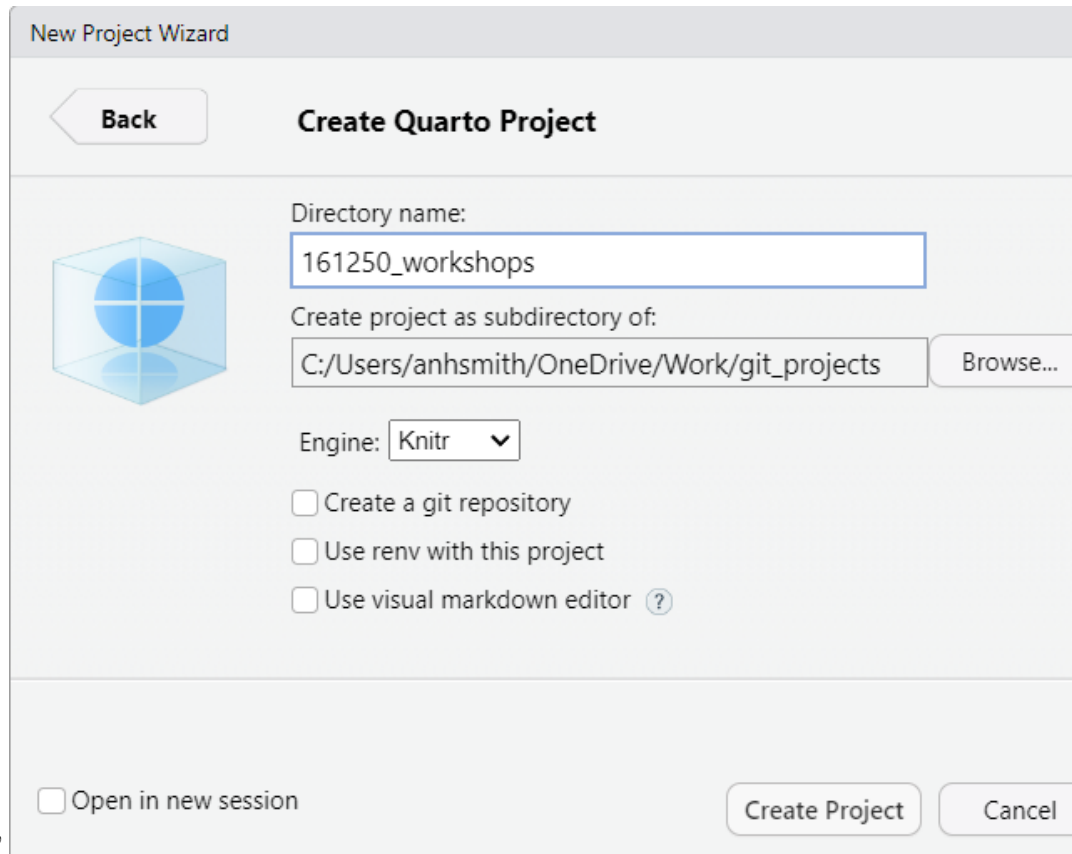 New Project Wizard
Back
Create Quarto Project
Directory name:
161250_workshops
Create project as subdirectory of:
C:/Users/anhsmith/OneDrive/Work/git_projects
Browse...
Engine: Knitr
Create a git repository
Use renv with this project
Use visual markdown editor ?
Open in new session
Create Project
Cancel